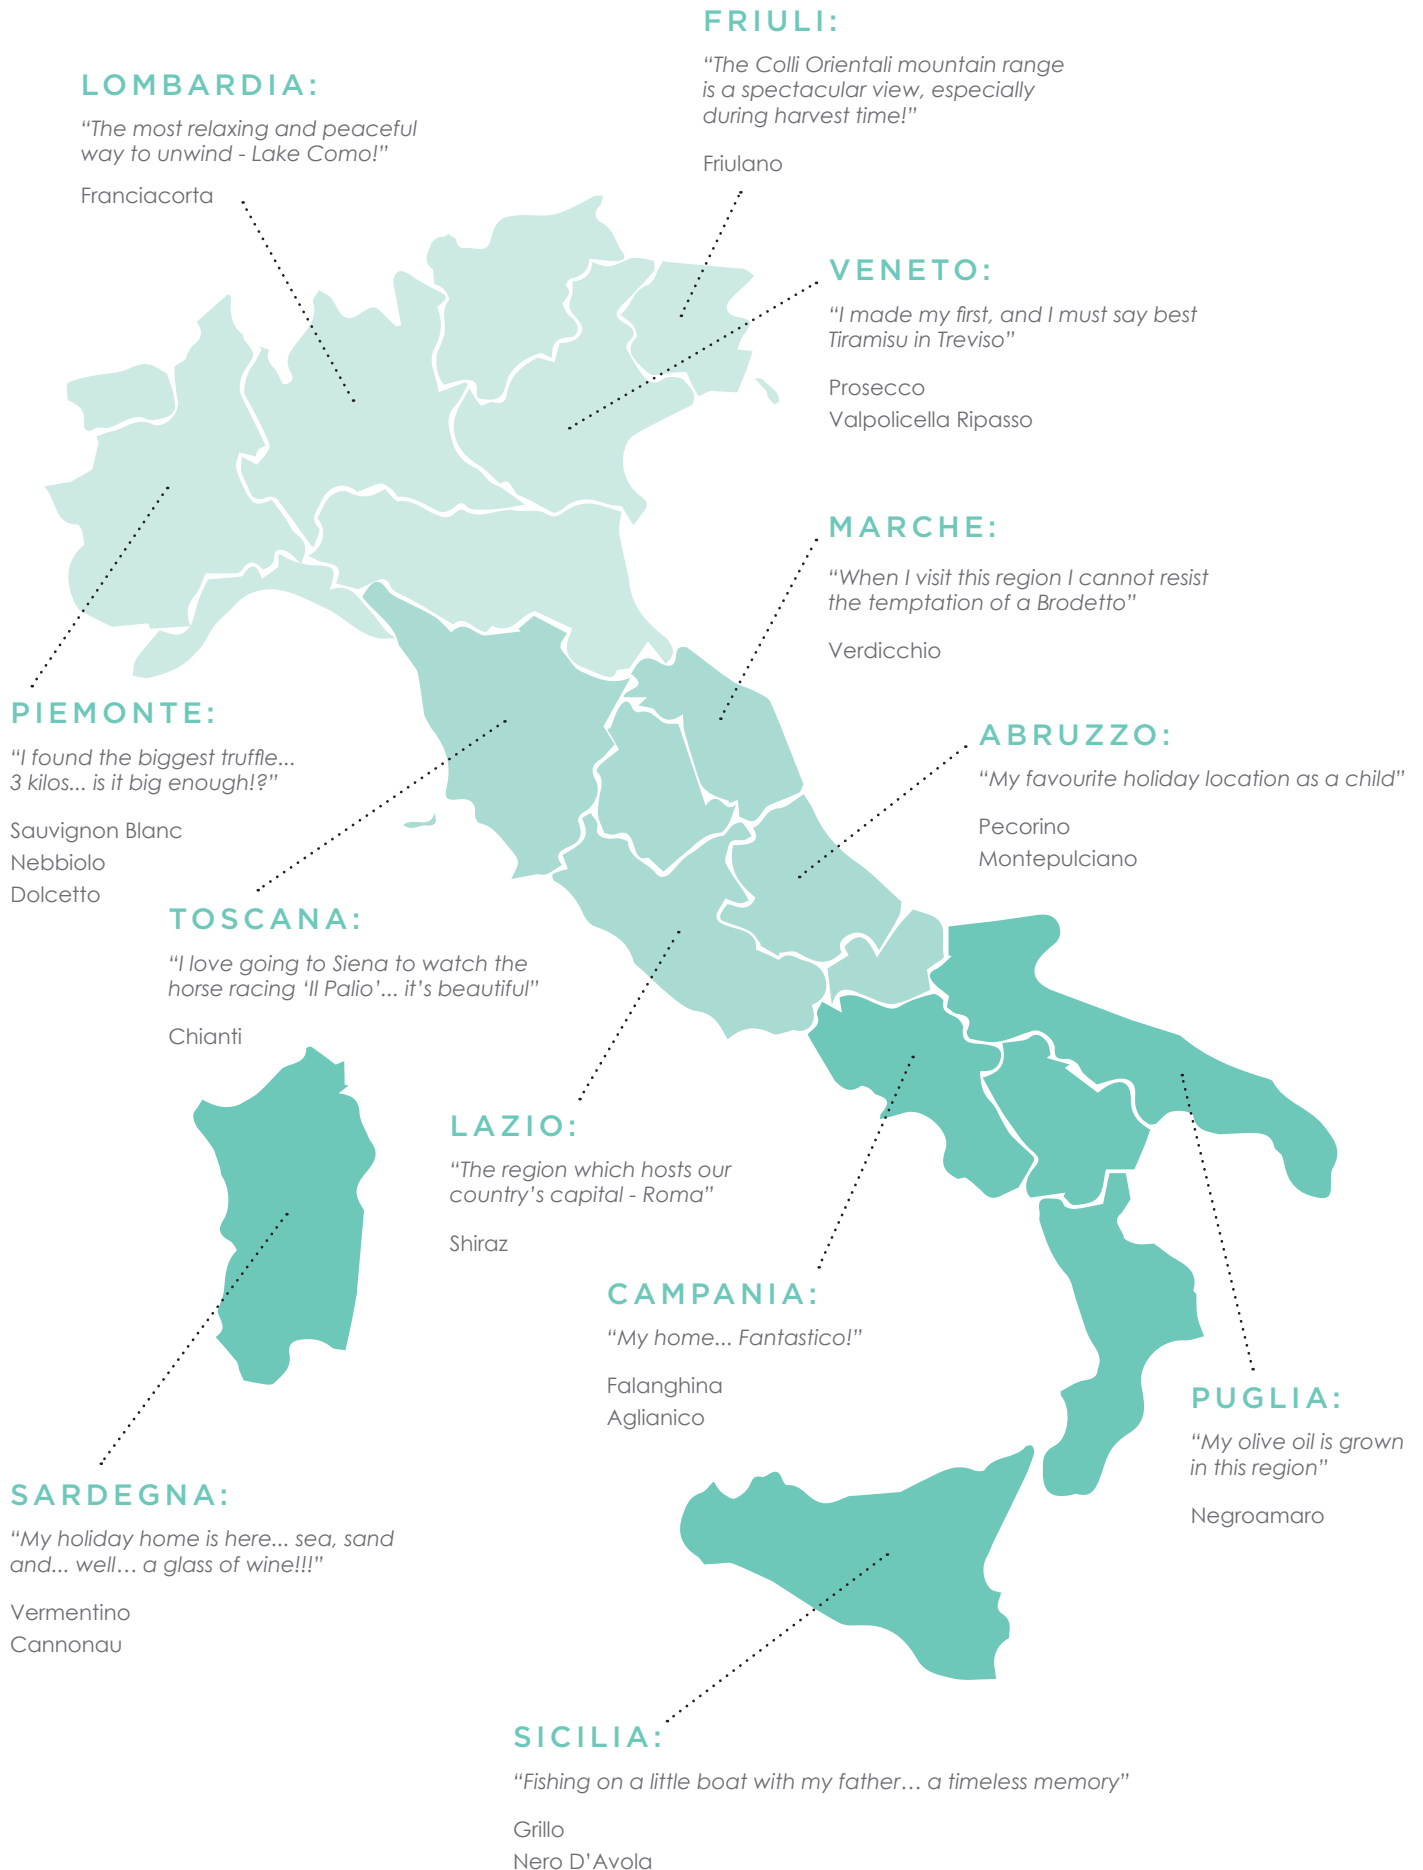 FRIULI:
“The Colli Orientali mountain range
is a spectacular view, especially
during harvest time!”
Friulano
LOMBARDIA:
“The most relaxing and peaceful
way to unwind - Lake Como!”
Franciacorta
VENETO:
“I made my first, and I must say best
Tiramisu in Treviso”
Prosecco
Valpolicella Ripasso
MARCHE:
“When I visit this region I cannot resist
the temptation of a Brodetto”
Verdicchio
PIEMONTE:
“I found the biggest truffle...
3 kilos... is it big enough!?”
Sauvignon Blanc
Nebbiolo
Dolcetto
ABRUZZO:
“My favourite holiday location as a child”
Pecorino
Montepulciano
TOSCANA:
“I love going to Siena to watch the
horse racing ‘Il Palio’... it’s beautiful”
Chianti
LAZIO:
“The region which hosts our
country’s capital - Roma”
Shiraz
CAMPANIA:
“My home... Fantastico!”
Falanghina
Aglianico
PUGLIA:
“My olive oil is grown
in this region”
Negroamaro
SARDEGNA:
“My holiday home is here... sea, sand
and... well… a glass of wine!!!”
Vermentino
Cannonau
SICILIA:
“Fishing on a little boat with my father… a timeless memory”
Grillo
Nero D’Avola